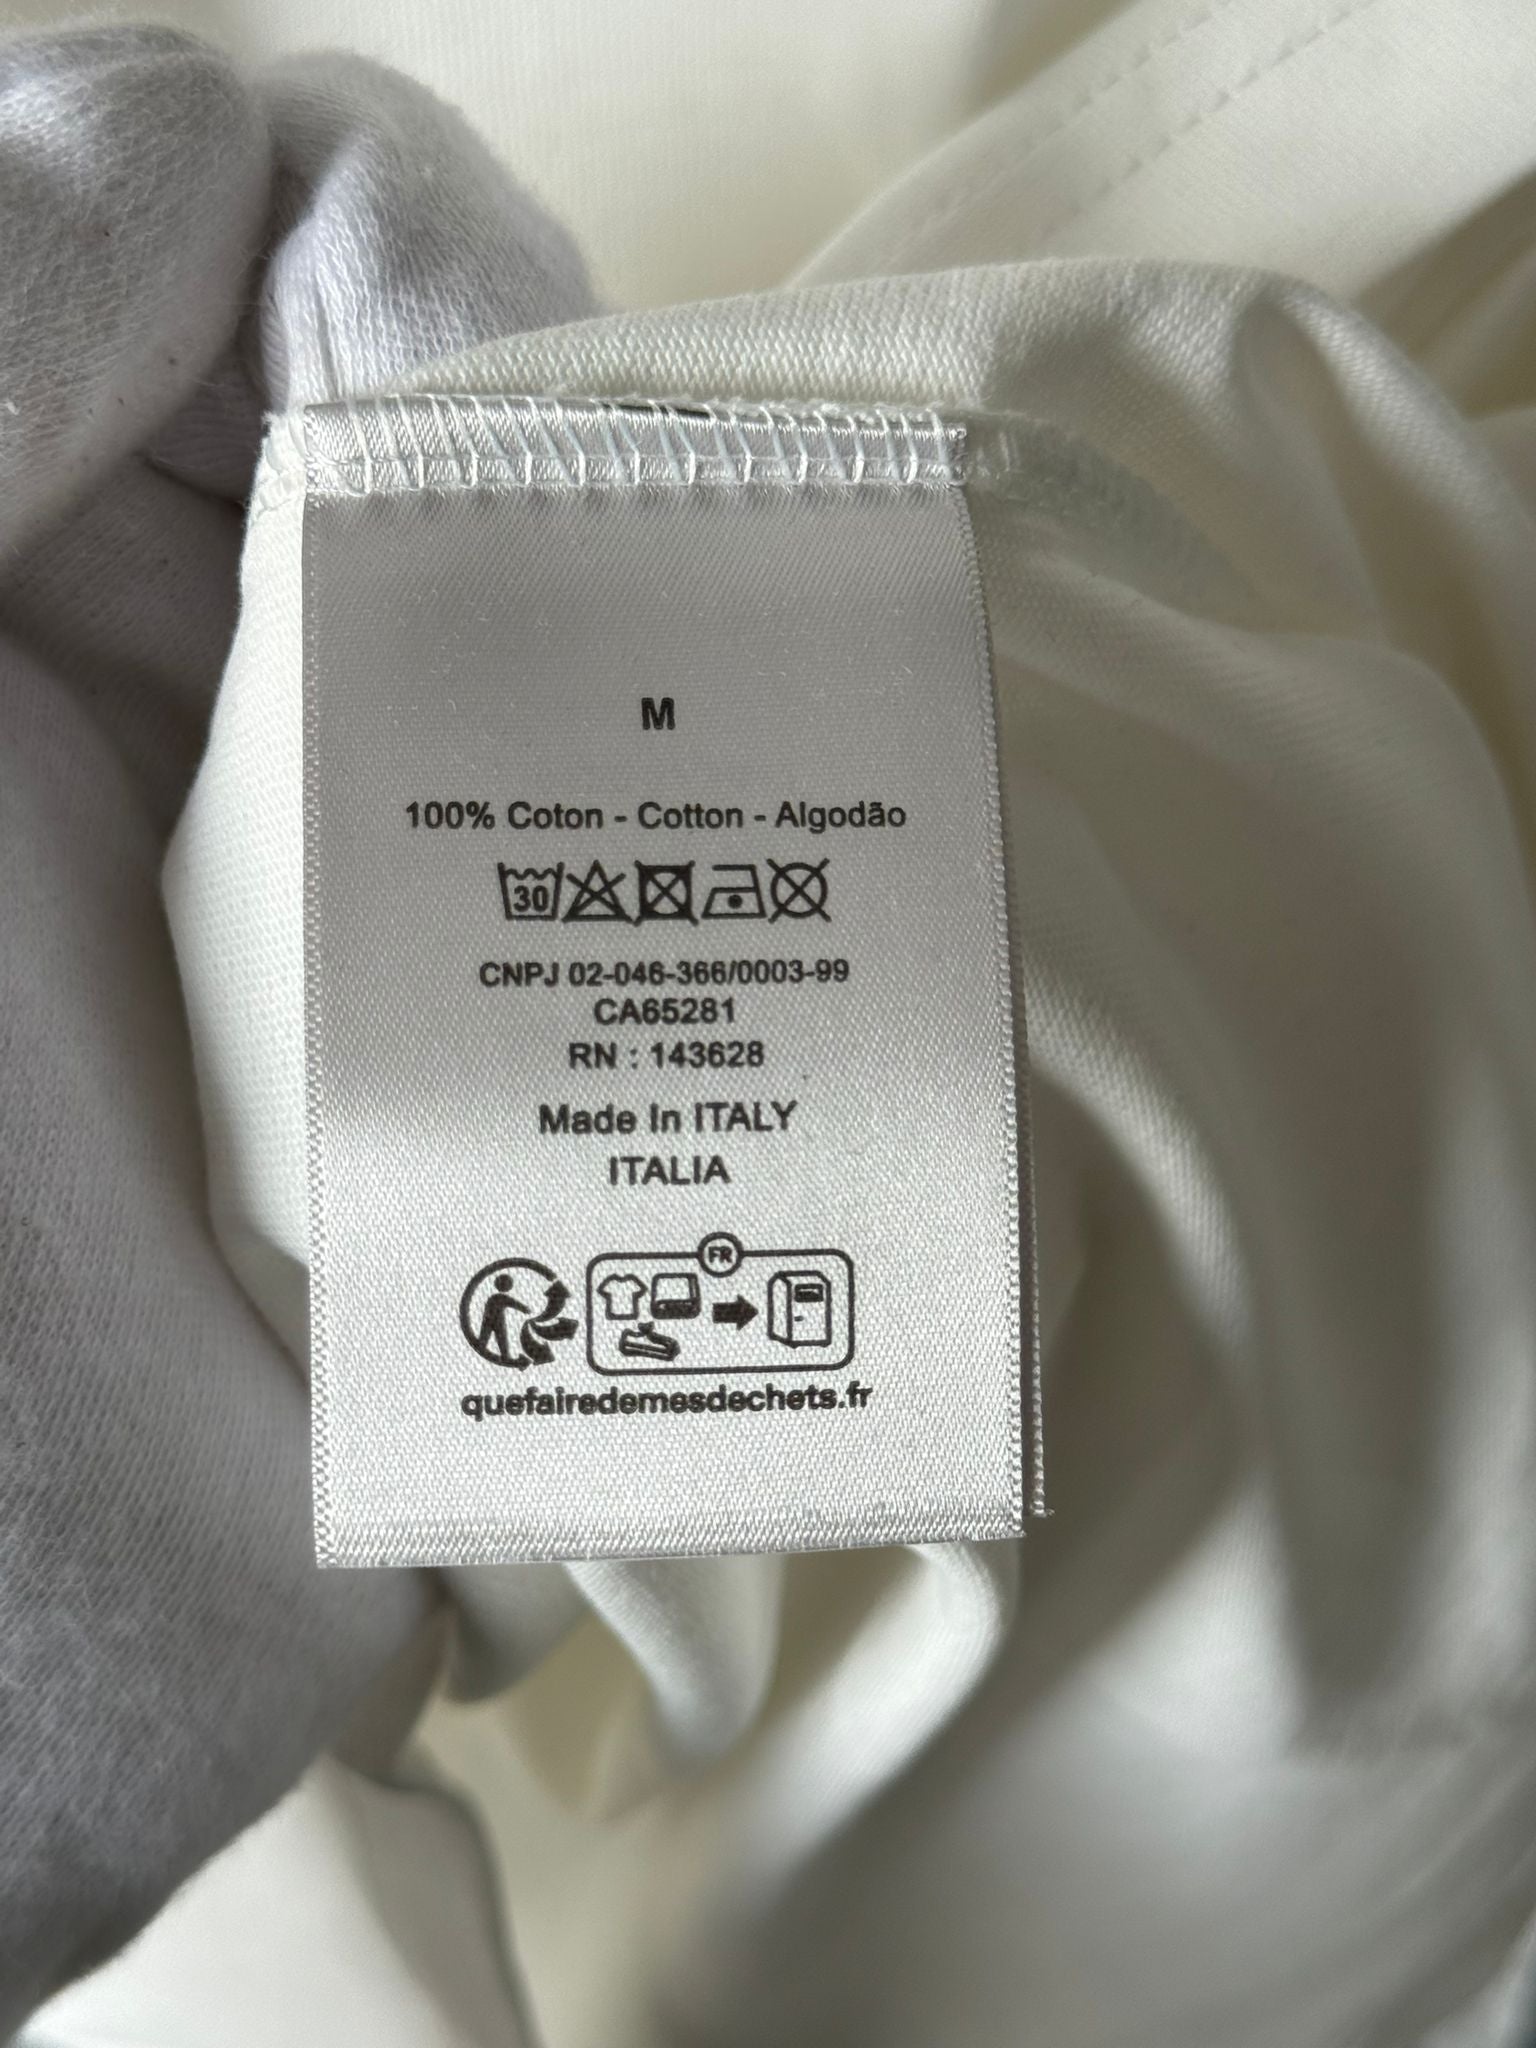 M
100% Coton - Cotton - Algodão
30
CNPJ 02-046-366/0003-99
CA65281
RN : 143628
Made In ITALY
ITALIA
FR
quefairedemesdechets.fr